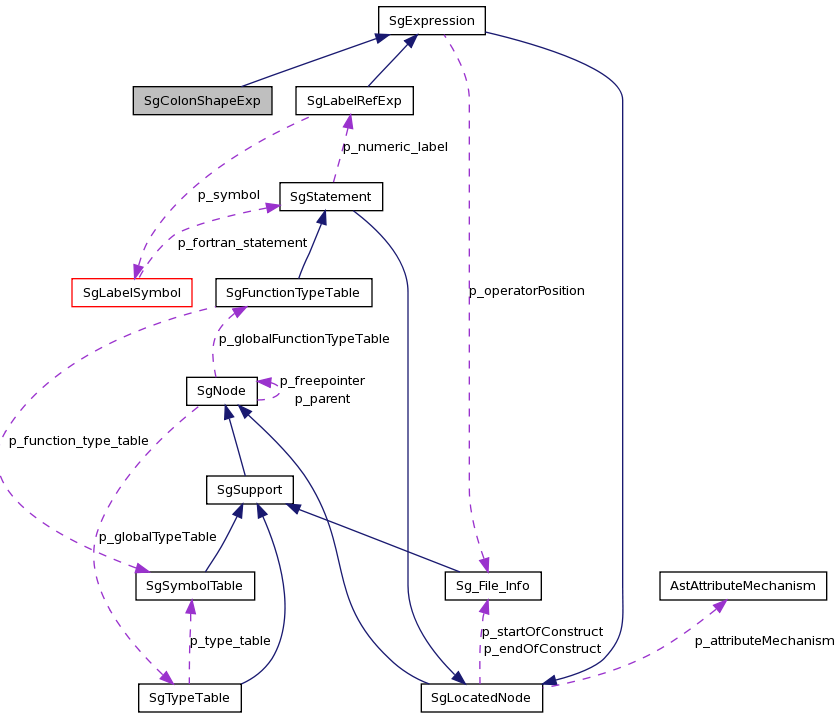 SgExpression
SgColonShapeExp
SgLabelRefExp
p_numeric_label
SgStatement
p_symbol
p_fortran_statement
SgLabelSymbol
SgFunctionTypeTable
p_operatorPosition
p_globalFunctionTypeTable
SgNode
p_freepointer
p_parent
p_function_type_table
SgSupport
p_globalTypeTable
SgSymbolTable
Sg_File_Info
AstAttributeMechanism
p_type_table
p_startOfConstruct
p_endOfConstruct
p_attributeMechanism
SgTypeTable
SgLocatedNode